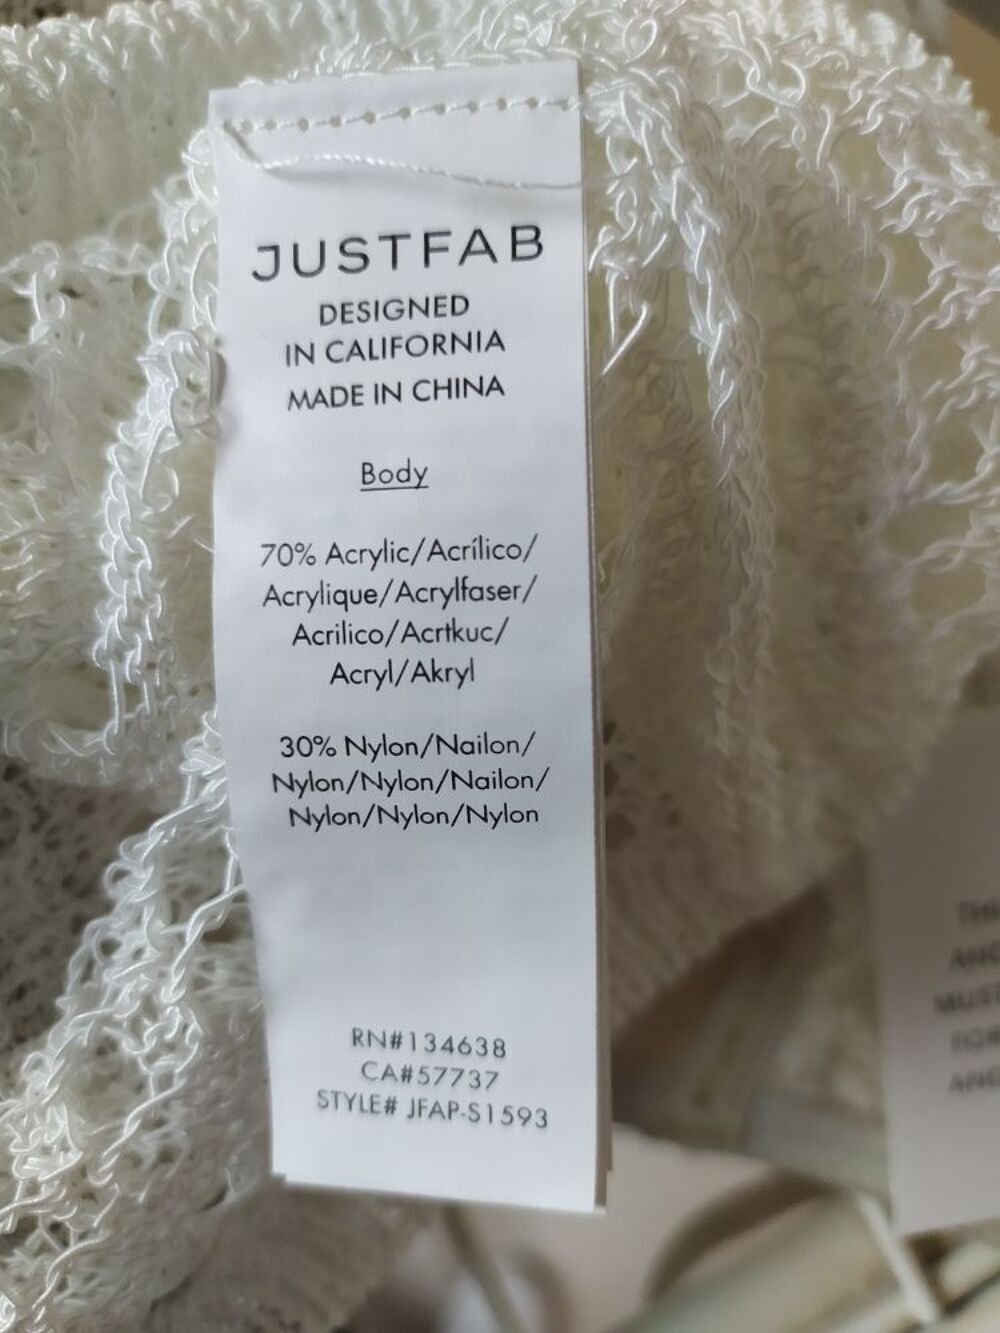 JUSTFAB
DESIGNED
IN CALIFORNIA
MADE IN CHINA
Body
70% Acrylic/Acrílico/
Acrylique/Acrylfaser/
Acrilico/Acrtkuc/
Acryl/Akryl
30% Nylon/Nailon/
Nylon/Nylon/Nailon/
Nylon/Nylon/Nylon
RN#134638
CA#57737
STYLE# JFAP-S1593